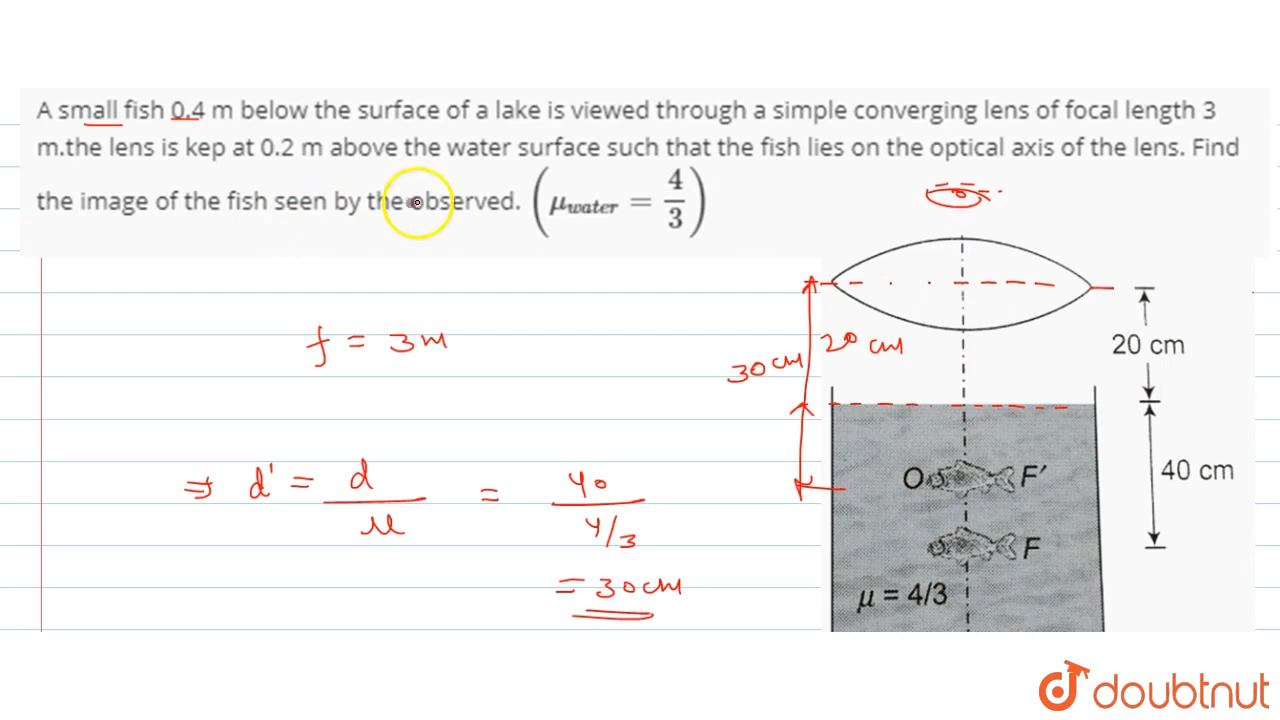 A small fish 0.4 m below the surface of a lake is viewed through a simple converging lens of focal length 3
m.the lens is kep at 0.2 m above the water surface such that the fish lies on the optical axis of the lens. Find
the image of the fish seen by the observed. (μwater = 4/3)
f = 3m
20 cm
30 cm
20 cm
⇒ d' = d/μ = 40/4/3
= 30cm
O F'
40 cm
F
μ = 4/3
doubtnut